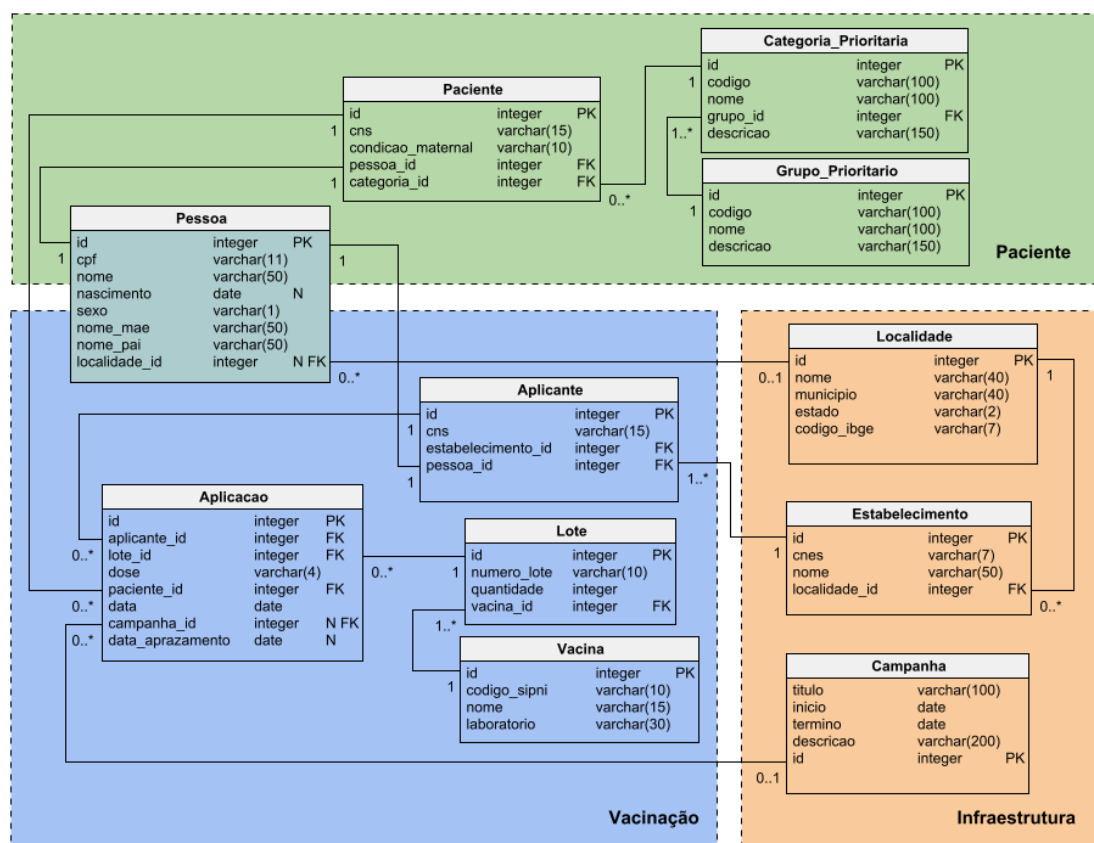 Categoria_Prioritaria
id integer PK
codigo varchar(100)
nome varchar(100)
grupo_id integer FK
descricao varchar(150)
1
1..*
Paciente
id integer PK
cns varchar(15)
condicao_maternal varchar(10)
pessoa_id integer FK
categoria_id integer FK
1
1
0..*
Grupo_Prioritario
id integer PK
codigo varchar(100)
nome varchar(100)
descricao varchar(150)
1
Paciente
Pessoa
id integer PK
cpf varchar(11)
nome varchar(50)
nascimento date N
sexo varchar(1)
nome_mae varchar(50)
nome_pai varchar(50)
localidade_id integer N FK
1
1
0..*
Localidade
id integer PK
nome varchar(40)
municipio varchar(40)
estado varchar(2)
codigo_ibge varchar(7)
0..1
1
Aplicante
id integer PK
cns varchar(15)
estabelecimento_id integer FK
pessoa_id integer FK
1
1
1..*
Aplicacao
id integer PK
aplicante_id integer FK
lote_id integer FK
dose varchar(4)
paciente_id integer FK
data date
campanha_id integer N FK
data_aprazamento date N
0..*
0..*
0..*
0..*
Lote
id integer PK
numero_lote varchar(10)
quantidade integer
vacina_id integer FK
1
1..*
Estabelecimento
id integer PK
cnes varchar(7)
nome varchar(50)
localidade_id integer FK
1
0..*
Vacina
id integer PK
codigo_sipni varchar(10)
nome varchar(15)
laboratorio varchar(30)
1
Campanha
titulo varchar(100)
inicio date
termino date
descricao varchar(200)
id integer PK
0..1
Vacinação
Infraestrutura